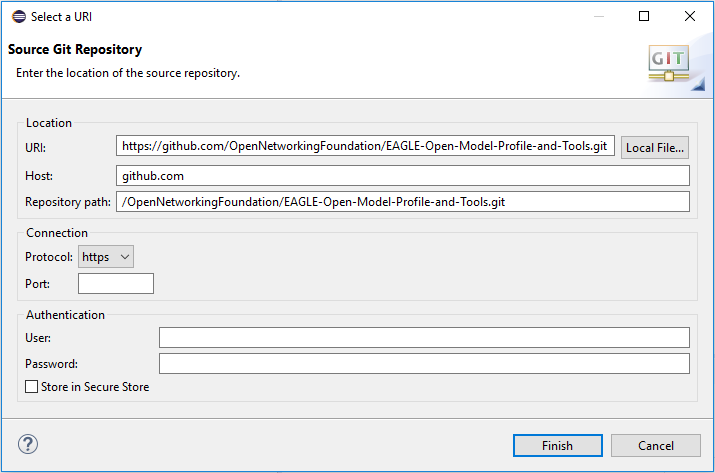 Select a URI
Source Git Repository
Enter the location of the source repository.
GIT
Location
URI: https://github.com/OpenNetworkingFoundation/EAGLE-Open-Model-Profile-and-Tools.git Local File...
Host: github.com
Repository path: /OpenNetworkingFoundation/EAGLE-Open-Model-Profile-and-Tools.git
Connection
Protocol: https
Port:
Authentication
User:
Password:
Store in Secure Store
? Finish Cancel